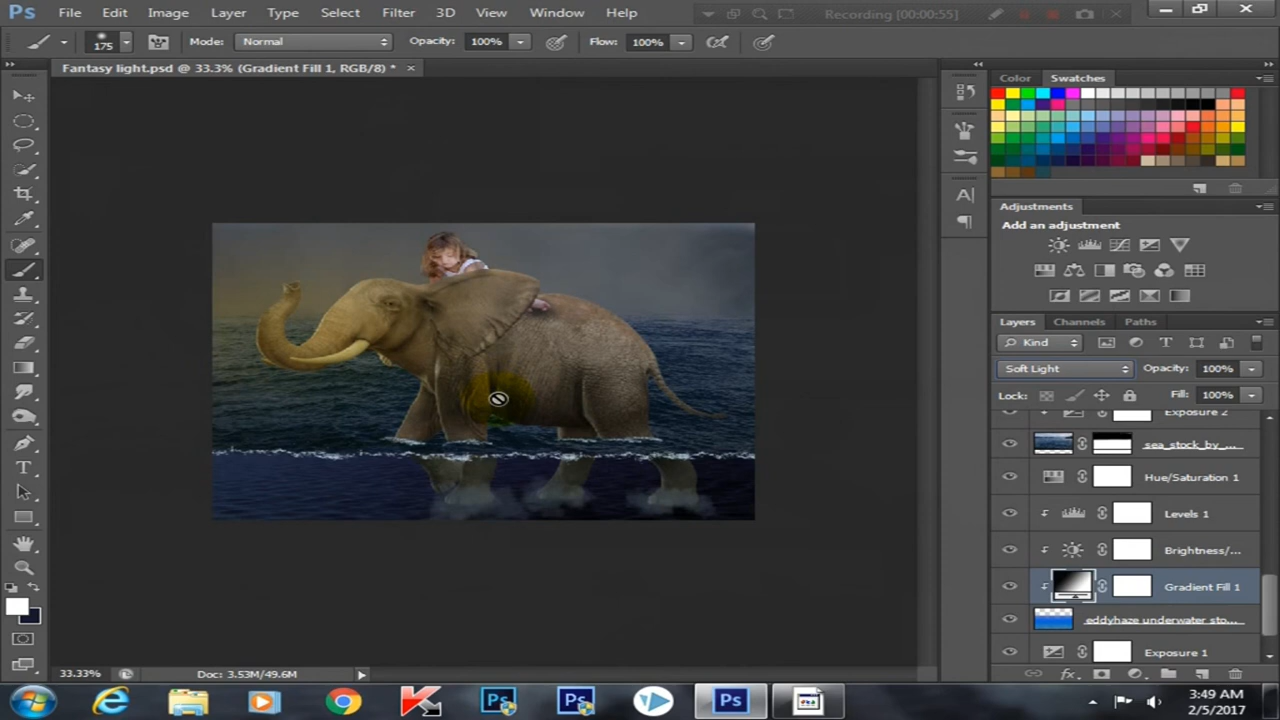 Ps File Edit Image Layer Type Select Filter 3D View Window Help Recording [00:00:55]
175 Mode: Normal Opacity: 100% Flow: 100%
Fantasy light.psd @ 33.3% (Gradient Fill 1, RGB/8) * ×
Color Swatches
Adjustments
Add an adjustment
Layers Channels Paths
Kind
Soft Light Opacity: 100%
Lock: Fill: 100%
Exposure 2
sea_stock_by_...
Hue/Saturation 1
Levels 1
Brightness/...
Gradient Fill 1
eddyhaze underwater sto...
Exposure 1
33.33% Doc: 3.53M/49.6M
Ps Ps Ps
3:49 AM
2/5/2017